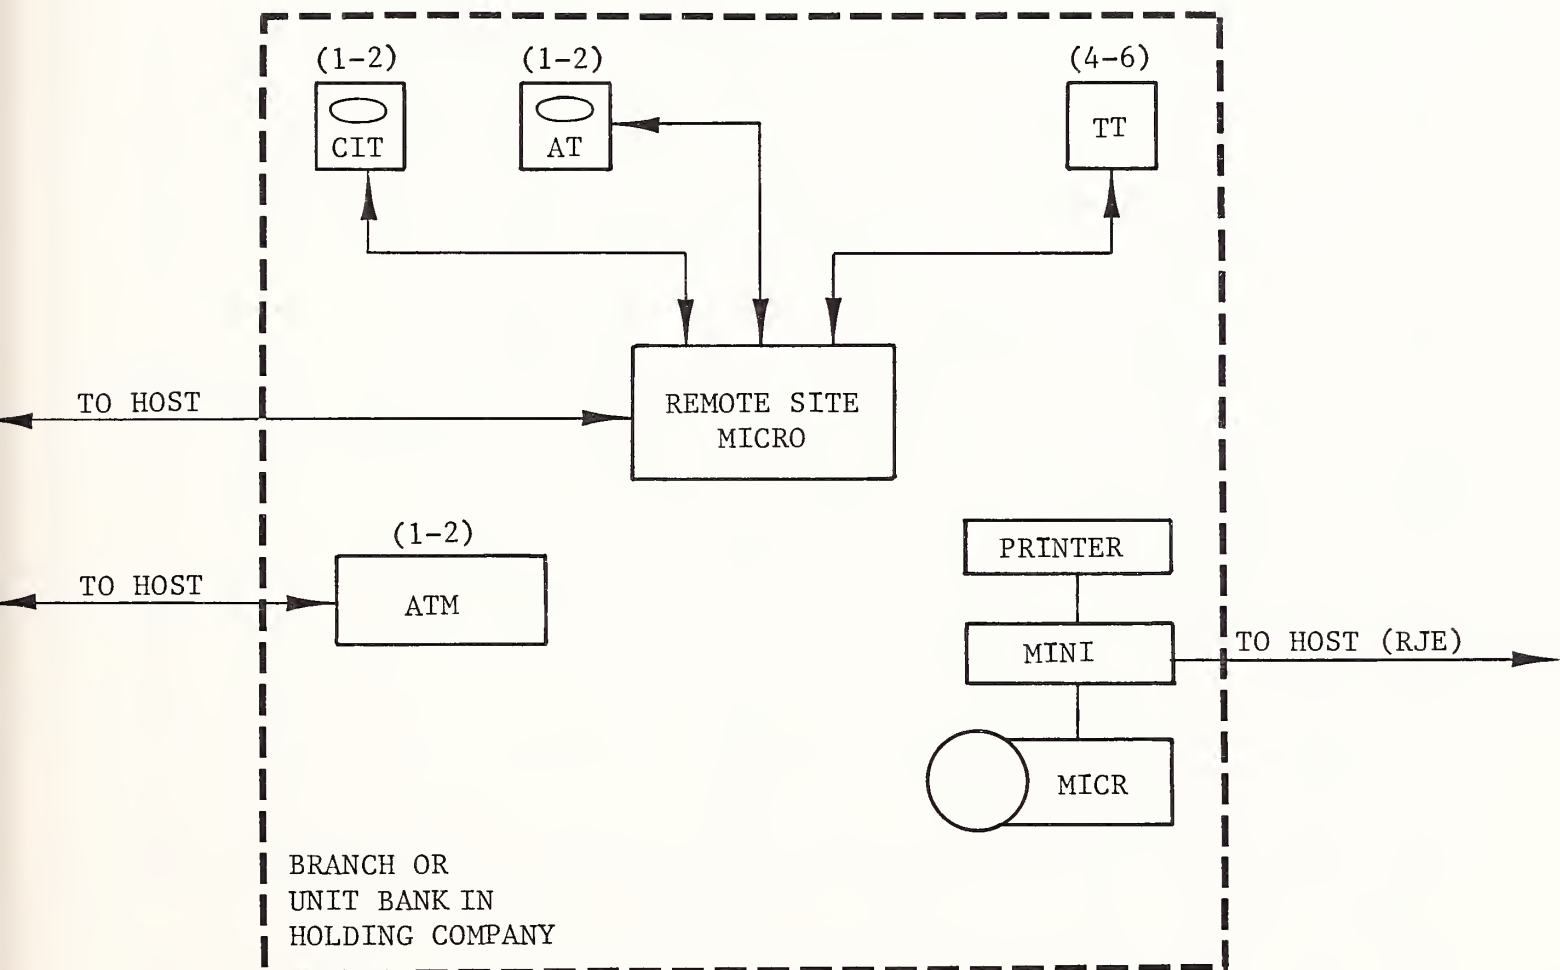 (1-2)
(1-2)
(4-6)
CIT
AT
TT
TO HOST
REMOTE SITE
MICRO
(1-2)
TO HOST
ATM
PRINTER
MINI
TO HOST (RJE)
MICR
BRANCH OR
UNIT BANK IN
HOLDING COMPANY